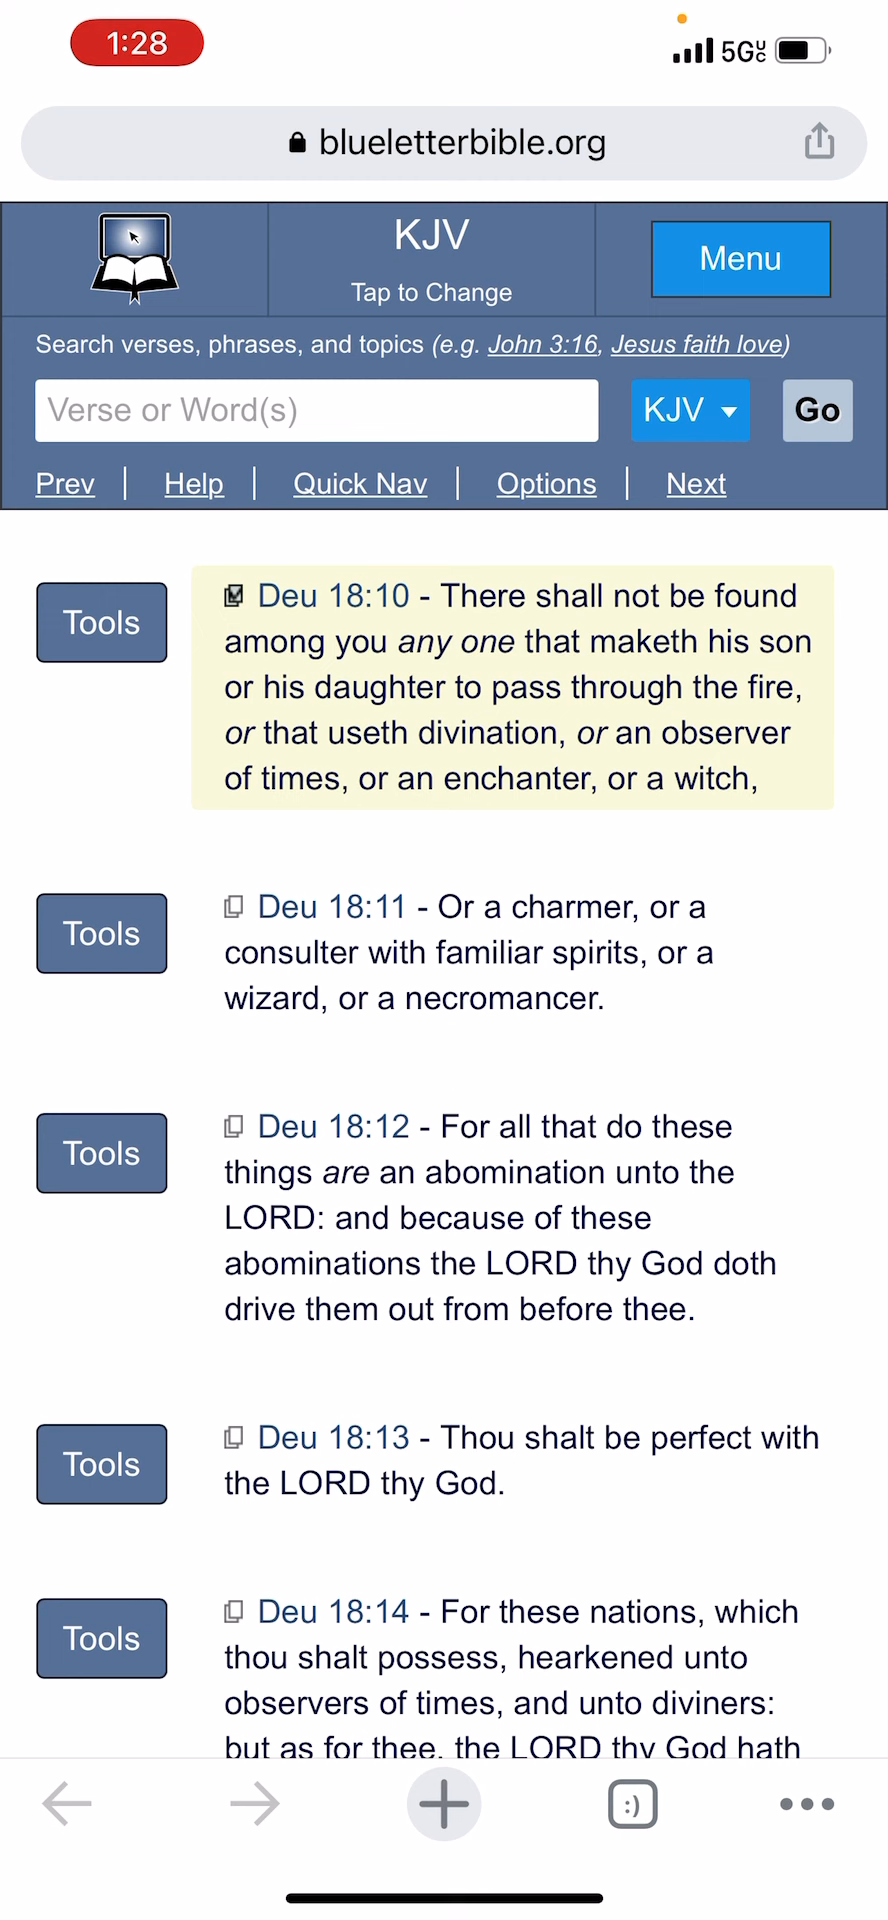 1:28
5GUC
blueletterbible.org
KJV
Tap to Change
Menu
Search verses, phrases, and topics (e.g. John 3:16, Jesus faith love)
Verse or Word(s)
KJV
Go
Prev | Help | Quick Nav | Options | Next
Tools
Deu 18:10 - There shall not be found
among you any one that maketh his son
or his daughter to pass through the fire,
or that useth divination, or an observer
of times, or an enchanter, or a witch,
Tools
Deu 18:11 - Or a charmer, or a
consulter with familiar spirits, or a
wizard, or a necromancer.
Tools
Deu 18:12 - For all that do these
things are an abomination unto the
LORD: and because of these
abominations the LORD thy God doth
drive them out from before thee.
Tools
Deu 18:13 - Thou shalt be perfect with
the LORD thy God.
Tools
Deu 18:14 - For these nations, which
thou shalt possess, hearkened unto
observers of times, and unto diviners:
but as for thee, the LORD thy God hath
:)